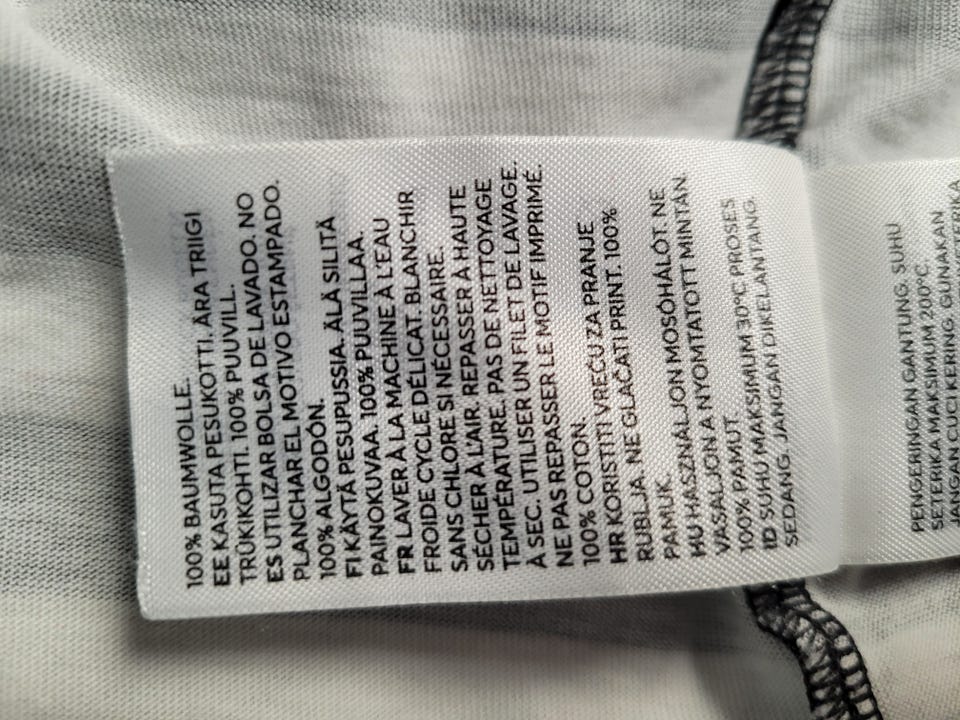 100% BAUMWOLLE.
EE KASUTA PESUKOTTI. ÄRA TRIIGI
TRÜKIKOHTI. 100% PUUVILL.
ES UTILIZAR BOLSA DE LAVADO. NO
PLANCHAR EL MOTIVO ESTAMPADO.
100% ALGODÓN.
FI KÄYTÄ PESUPUSSIA. ÄLÄ SILITÄ
PAINOKUVAA. 100% PUUVILLAA.
FR LAVER À LA MACHINE À L'EAU
FROIDE CYCLE DÉLICAT. BLANCHIR
SANS CHLORE SI NÉCESSAIRE.
SÉCHER À L'AIR. REPASSER À HAUTE
TEMPÉRATURE. PAS DE NETTOYAGE
À SEC. UTILISER UN FILET DE LAVAGE.
NE PAS REPASSER LE MOTIF IMPRIMÉ.
100% COTON.
HR KORISTITI VREĆU ZA PRANJE
RUBLJA. NE GLAČATI PRINT. 100%
PAMUK.
HU HASZNÁLJON MOSÓHÁLÓT. NE
VASALJON A NYOMTATOTT MINTÁN.
100% PAMUT.
ID SUHU MAKSIMUM 30°C PROSES
SEDANG. JANGAN DIKELANTANG.
PENGERINGAN GANTUNG. SUHU
SETERIKA MAKSIMUM 200°C.
JANGAN CUCI KERING. GUNAKAN